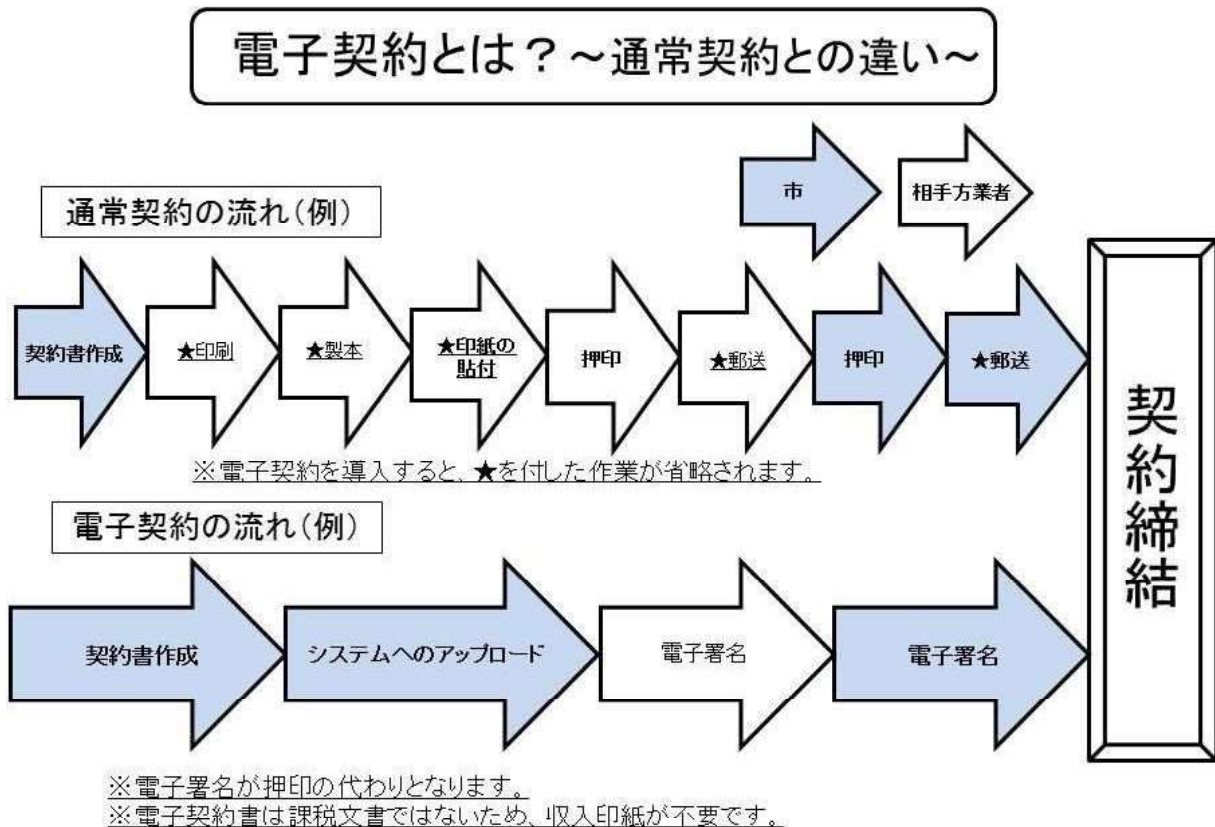 電子契約とは？～通常契約との違い～
市
相手方業者
通常契約の流れ（例）
契約書作成
★印刷
★製本
★印紙の
貼付
押印
★郵送
押印
★郵送
契約締結
※電子契約を導入すると、★を付した作業が省略されます。
電子契約の流れ（例）
契約書作成
システムへのアップロード
電子署名
電子署名
※電子署名が押印の代わりとなります。
※電子契約書は課税文書ではないため、収入印紙が不要です。